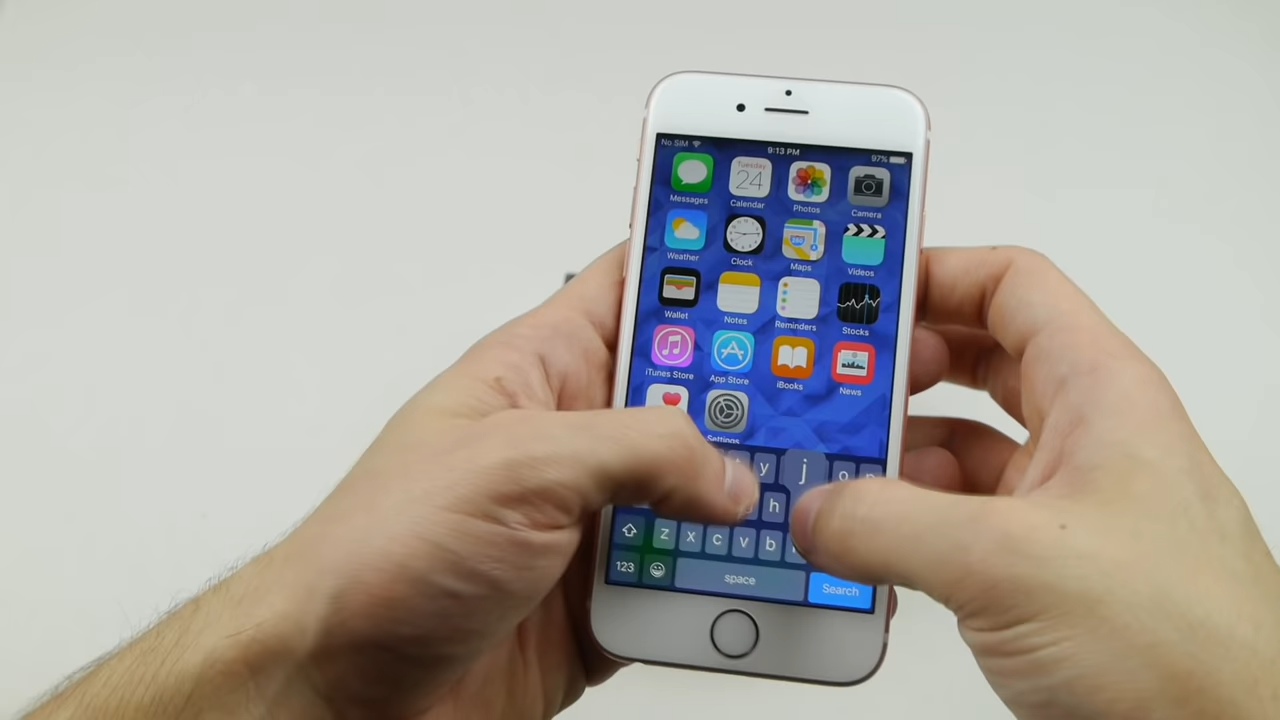 No SIM 9:13 PM 97%
Tuesday
24
Messages Calendar Photos Camera
280
Weather Clock Maps Videos
Wallet Notes Reminders Stocks
iTunes Store App Store iBooks News
Settings
y j o p
h
z x c v b
123 space Search